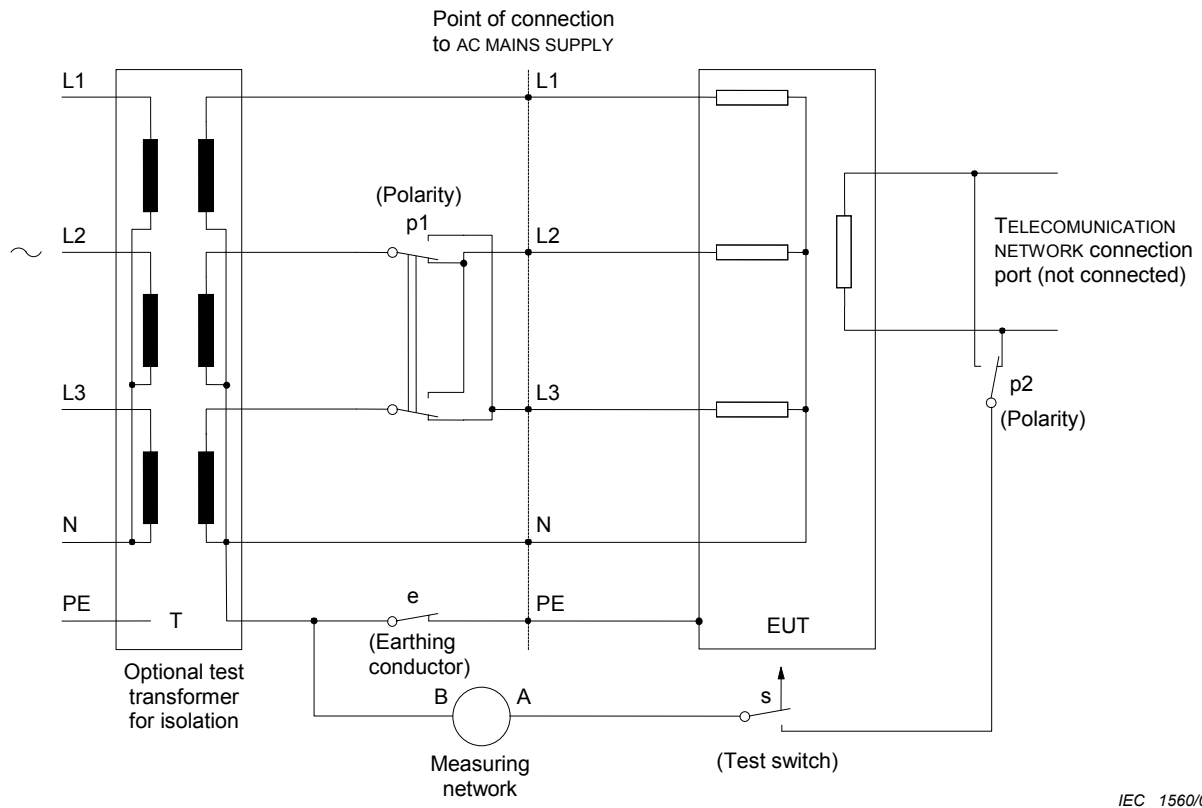 Point of connection
to AC MAINS SUPPLY
L1
L1
(Polarity)
p1
~
L2
L2
TELECOMUNICATION
NETWORK connection
port (not connected)
L3
L3
p2
(Polarity)
N
N
PE
T
e
PE
EUT
(Earthing
conductor)
Optional test
transformer
for isolation
B
A
s
Measuring
network
(Test switch)